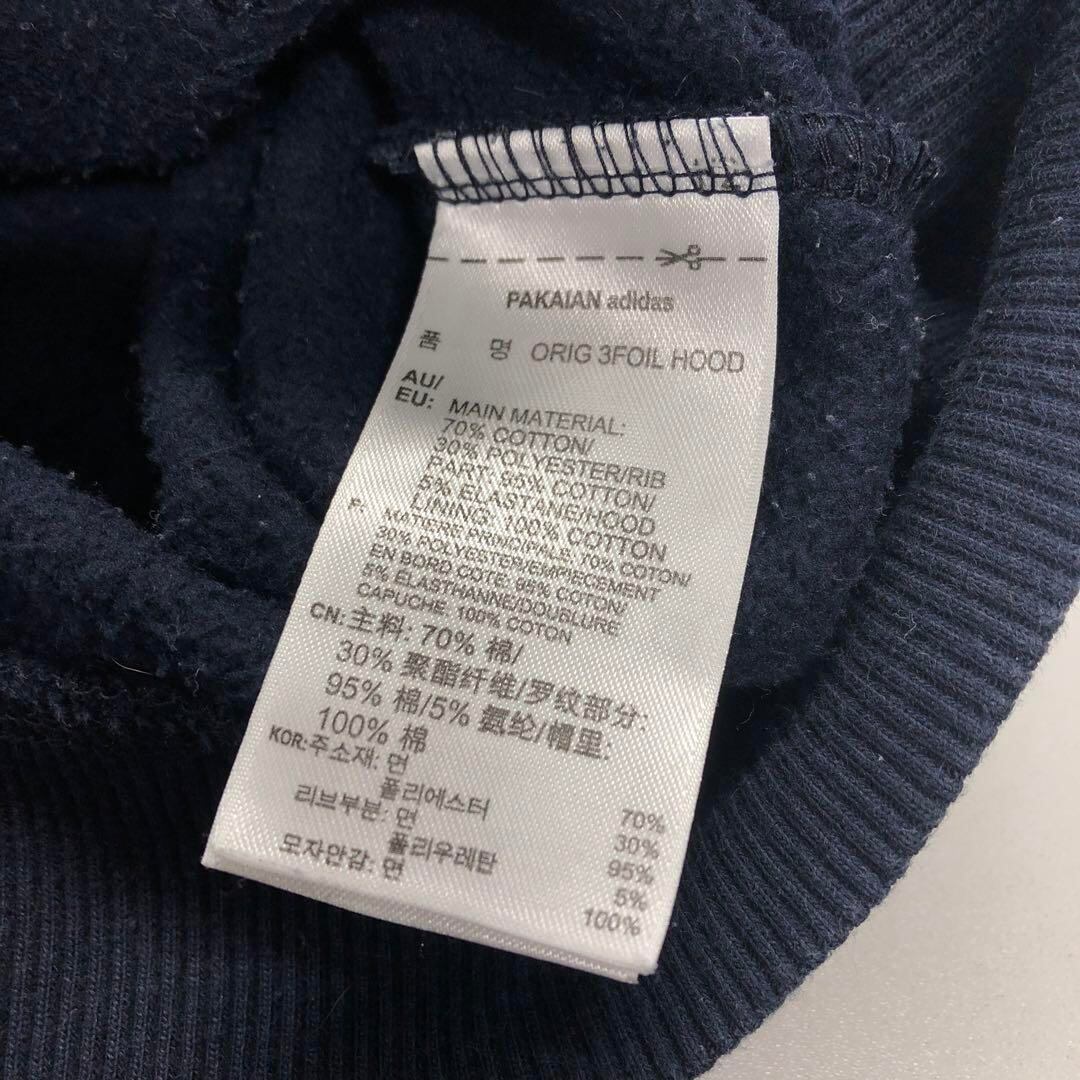 PAKAIAN adidas
품 명 ORIG 3FOIL HOOD
AU/
EU: MAIN MATERIAL:
70% COTTON/
30% POLYESTER/RIB
PART: 95% COTTON/
5% ELASTANE/HOOD
LINING: 100% COTTON
F: MATIERE PRINCIPALE: 70% COTON/
30% POLYESTER/EMPIECEMENT
EN BORD COTE: 95% COTON/
5% ELASTHANNE/DOUBLURE
CAPUCHE: 100% COTON
CN: 主料: 70% 棉/
30% 聚酯纤维/罗纹部分:
95% 棉/5% 氨纶/帽里:
100% 棉
KOR: 주소재: 면 70%
폴리에스터 30%
리브부분: 면 95%
폴리우레탄 5%
모자안감: 면 100%